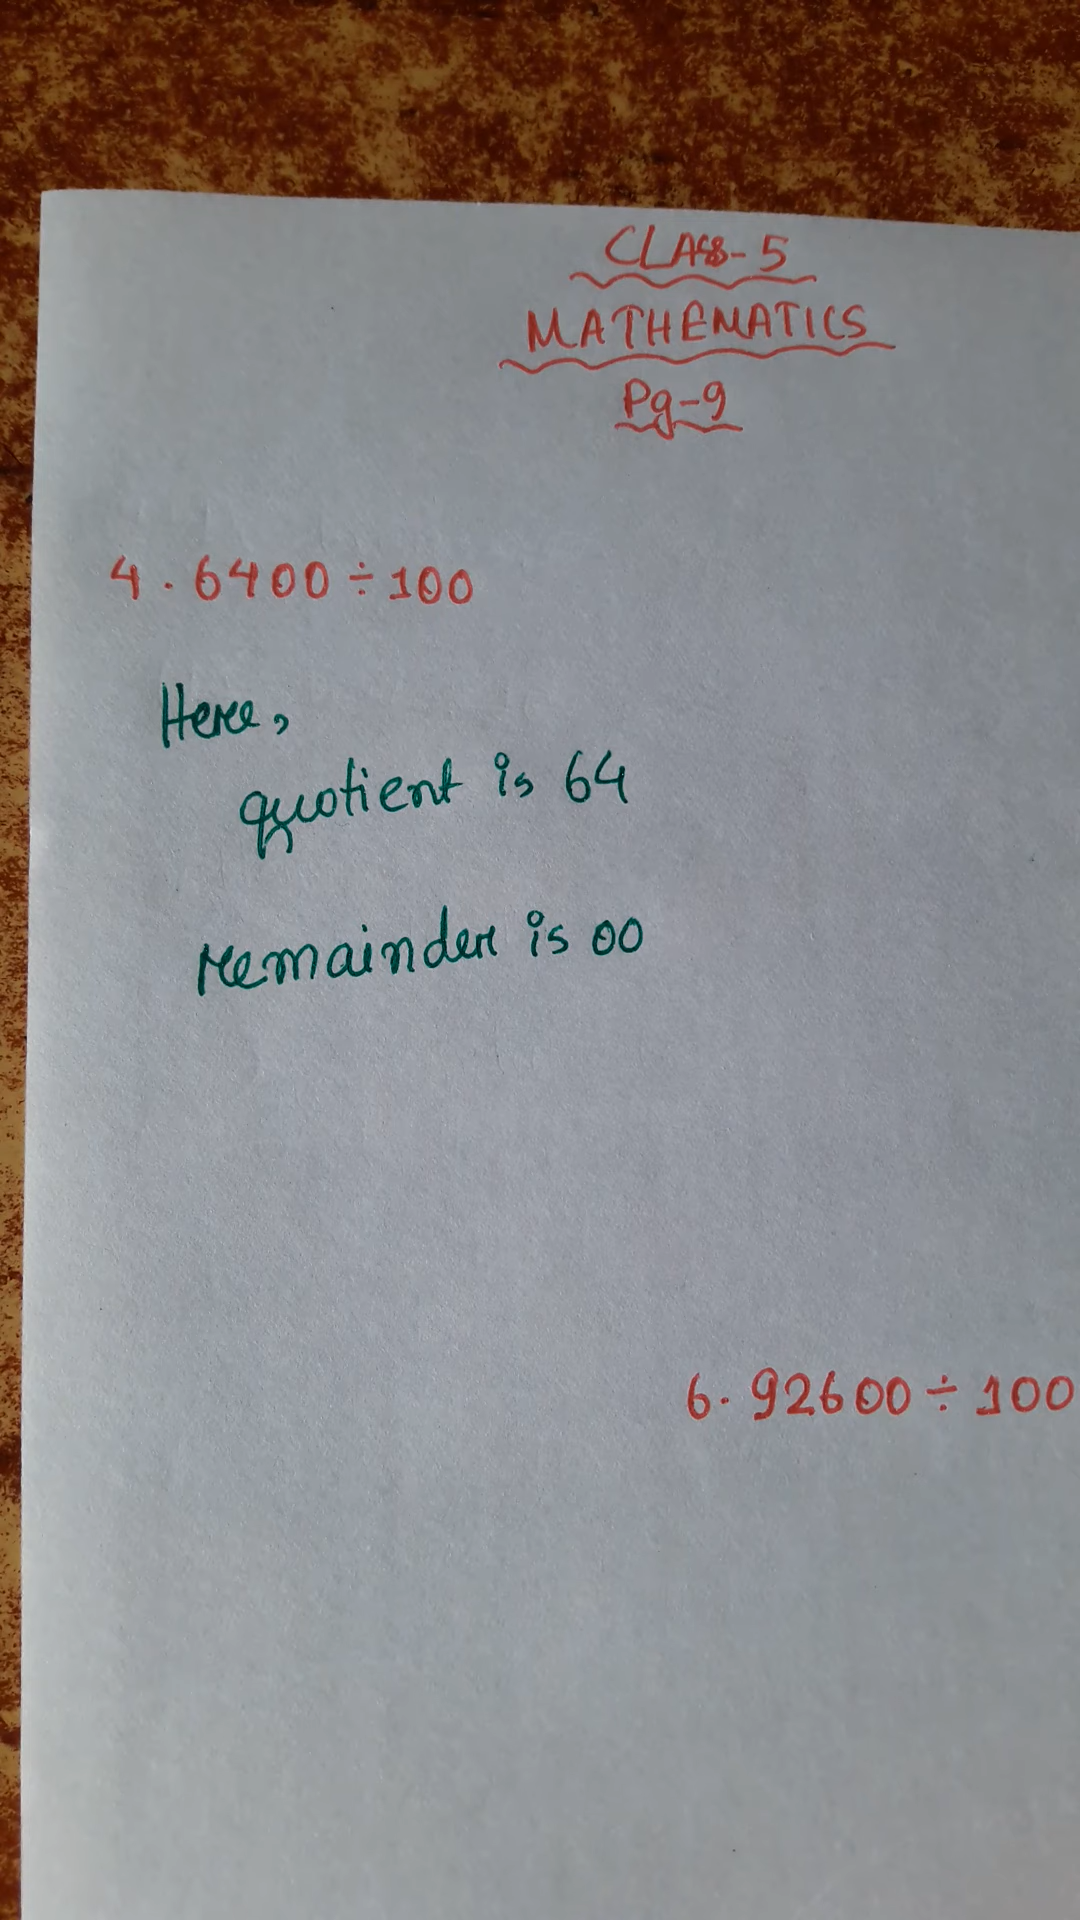 CLASS-5
MATHEMATICS
Pg-9
4. 6400 ÷ 100
Here,
quotient is 64
remainder is 00
6. 92600 ÷ 100